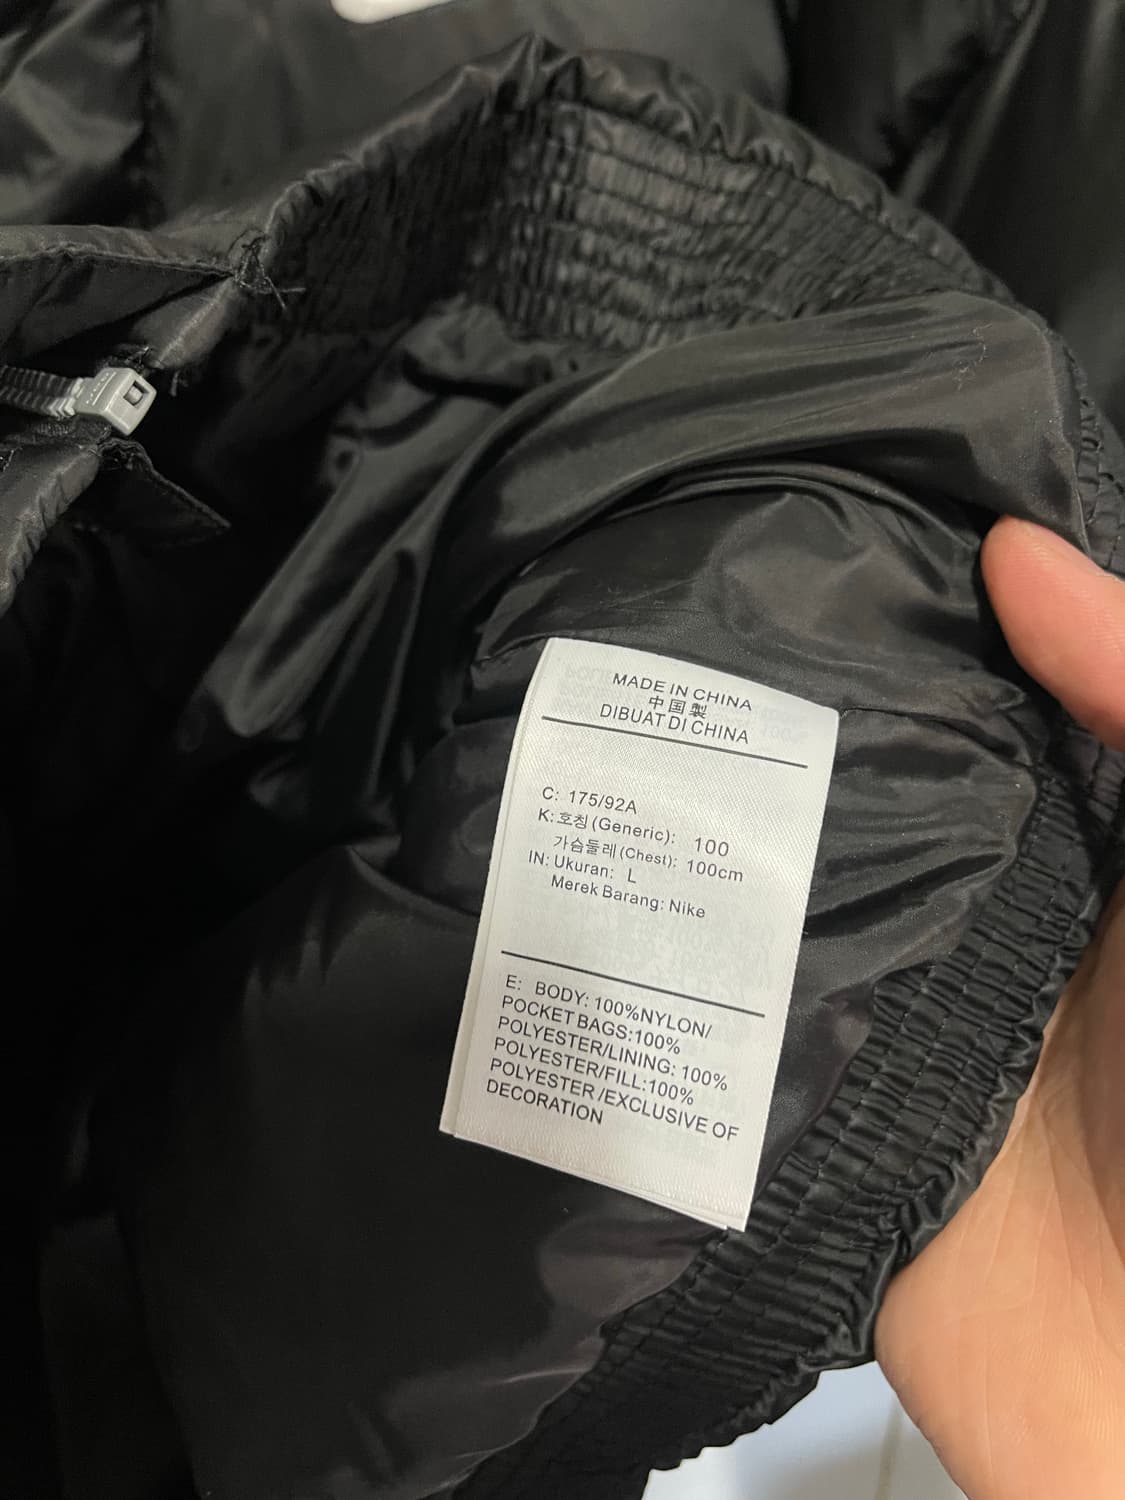 MADE IN CHINA
中国製
DIBUAT DI CHINA
C: 175/92A
K: 호칭 (Generic): 100
가슴둘레 (Chest): 100cm
IN: Ukuran: L
Merek Barang: Nike
E: BODY: 100%NYLON/
POCKET BAGS:100%
POLYESTER/LINING: 100%
POLYESTER/FILL:100%
POLYESTER /EXCLUSIVE OF
DECORATION